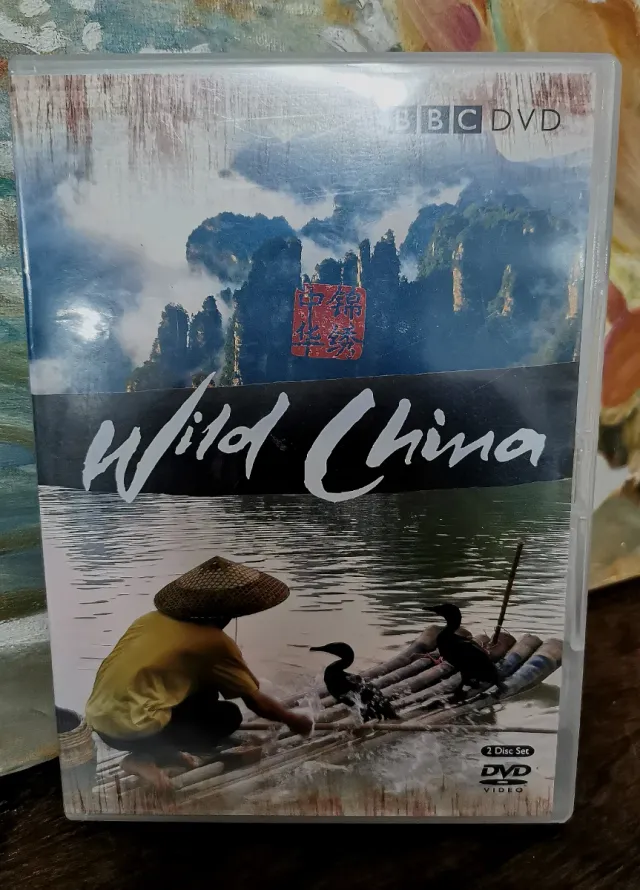 BBC DVD
锦绣
中华
Wild China
2 Disc Set
DVD
VIDEO